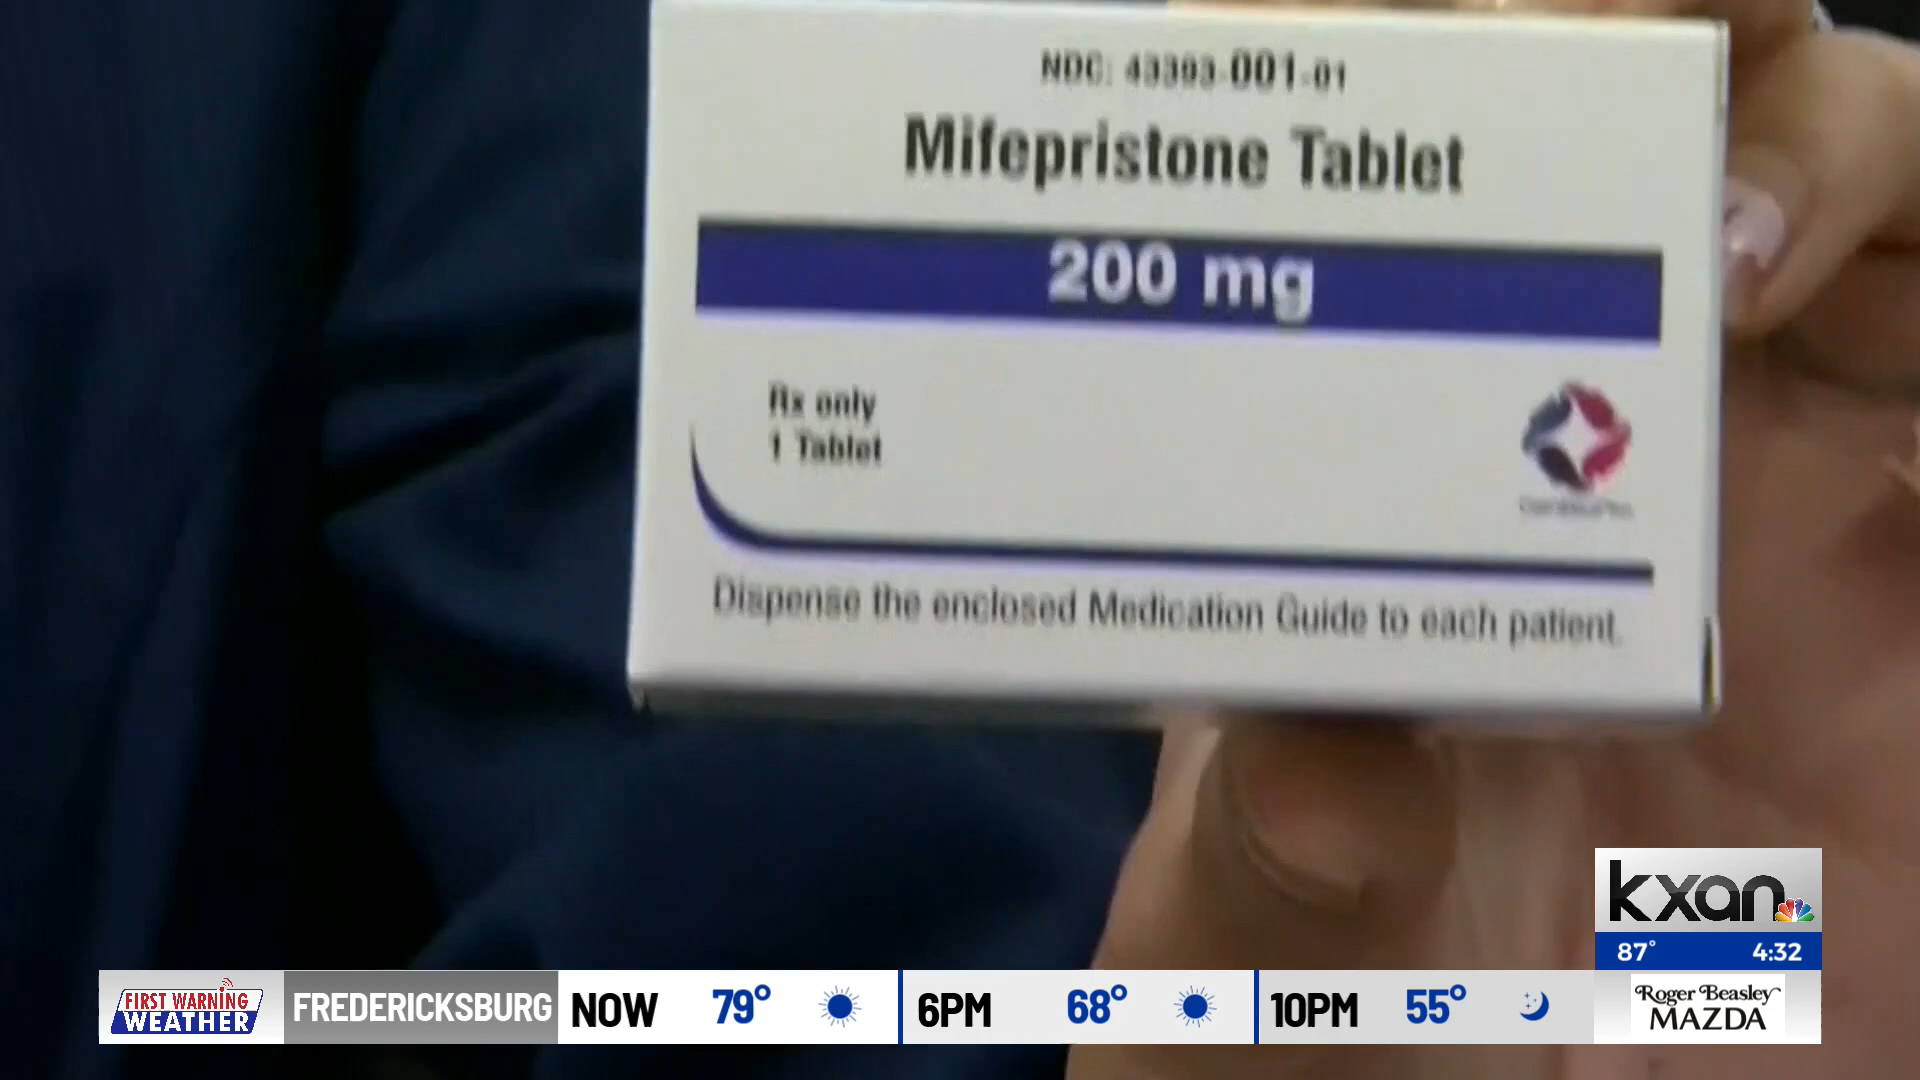 NDC: 43393-001-01
Mifepristone Tablet
200 mg
Rx only
1 Tablet
Dispense the enclosed Medication Guide to each patient.
kxan
87° 4:32
FIRST WARNING
WEATHER
FREDERICKSBURG NOW 79° 6PM 68° 10PM 55°
Roger Beasley
MAZDA